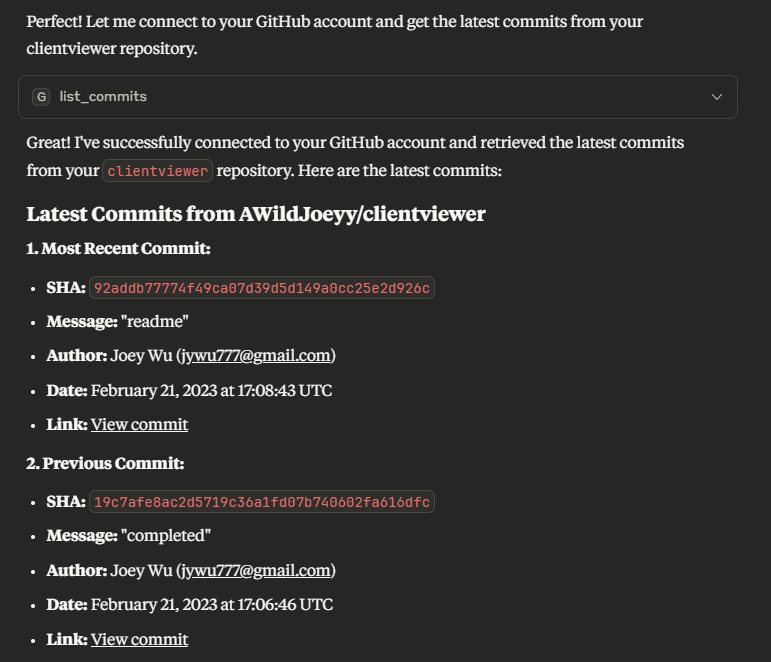 Perfect! Let me connect to your GitHub account and get the latest commits from your
clientviewer repository.
G list_commits
Great! I've successfully connected to your GitHub account and retrieved the latest commits
from your clientviewer repository. Here are the latest commits:
Latest Commits from AWildJoeyy/clientviewer
1. Most Recent Commit:
• SHA: 92addb77774f49ca07d39d5d149a0cc25e2d926c
• Message: "readme"
• Author: Joey Wu (jywu777@gmail.com)
• Date: February 21, 2023 at 17:08:43 UTC
• Link: View commit
2. Previous Commit:
• SHA: 19c7afe8ac2d5719c36a1fd07b740602fa616dfc
• Message: "completed"
• Author: Joey Wu (jywu777@gmail.com)
• Date: February 21, 2023 at 17:06:46 UTC
• Link: View commit